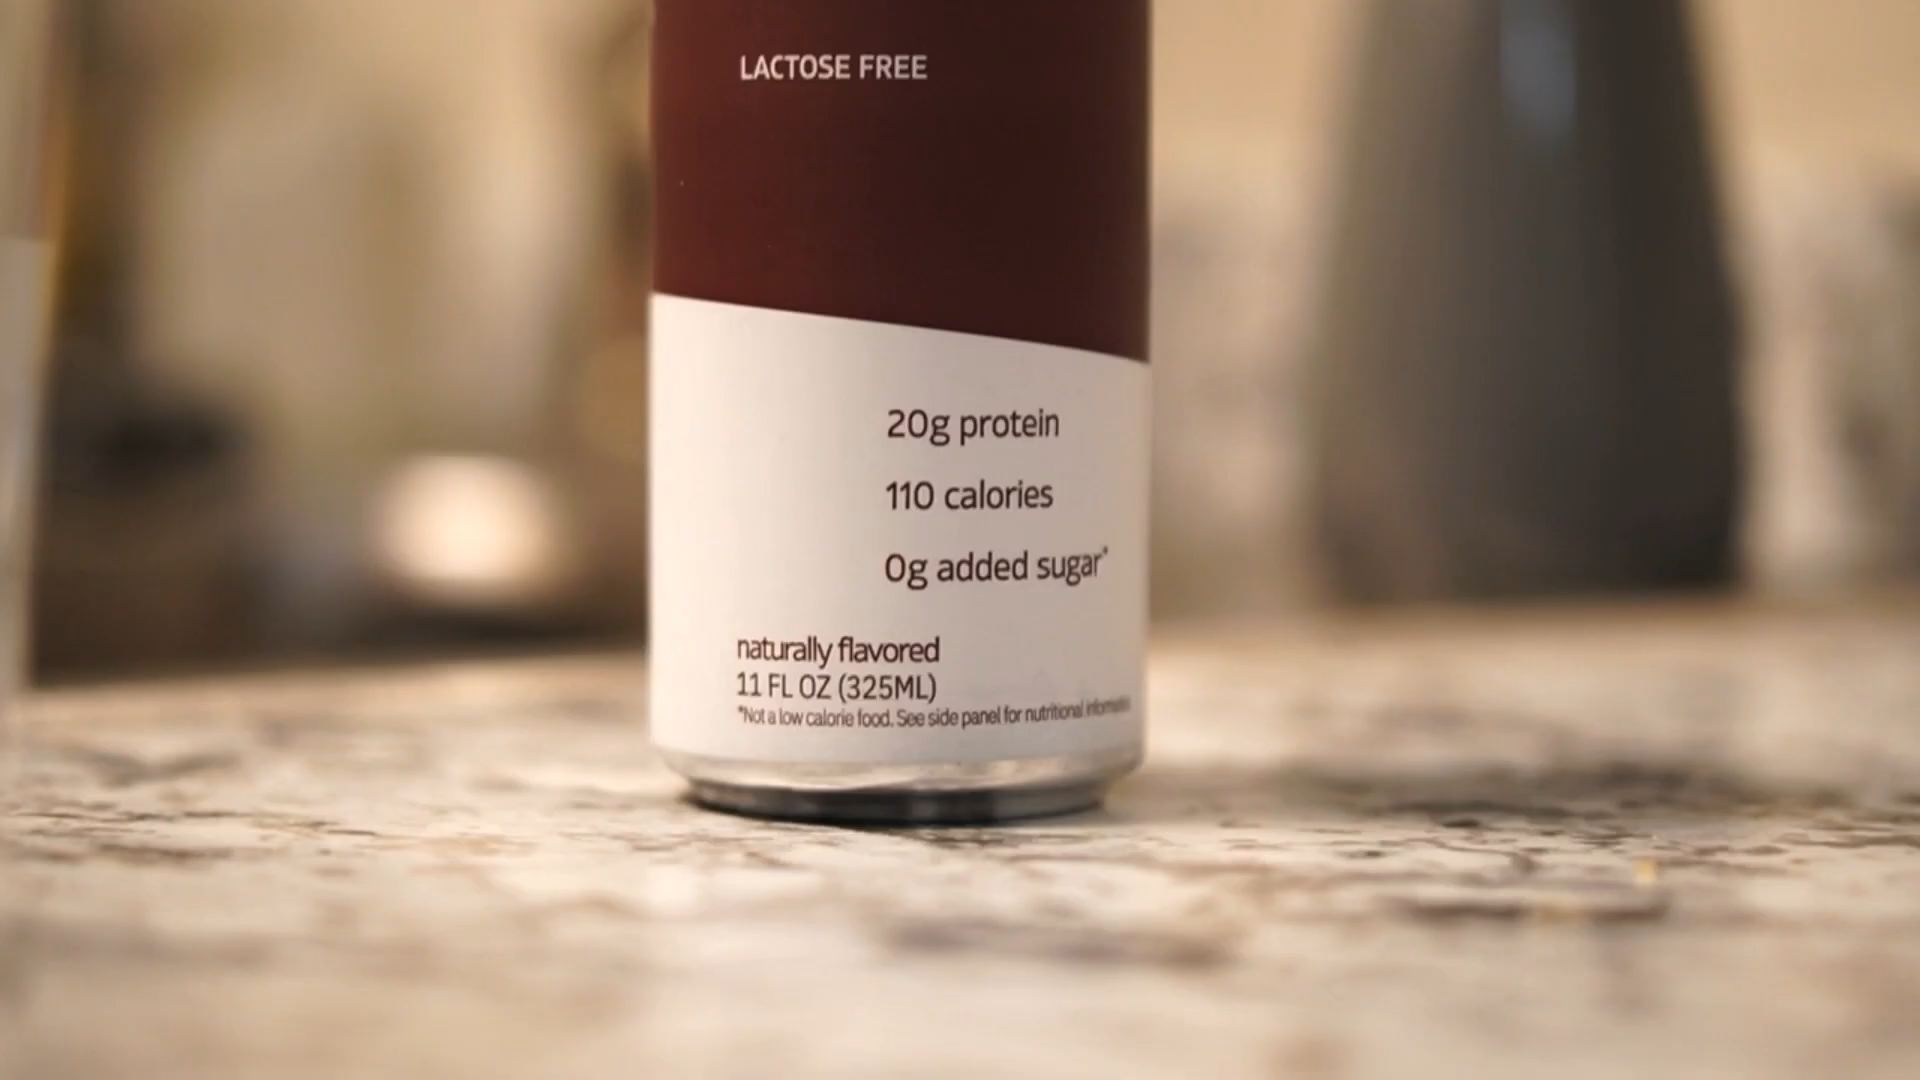 LACTOSE FREE
20g protein
110 calories
0g added sugar*
naturally flavored
11 FL OZ (325ML)
*Not a low calorie food. See side panel for nutritional information